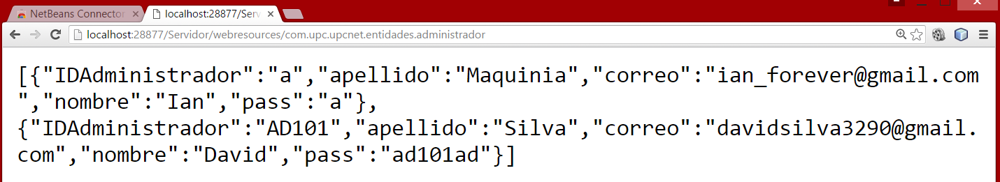 NetBeans Connector
localhost:28877/Serv
localhost:28877/Servidor/webresources/com.upc.upcnet.entidades.administrador
[{"IDAdministrador":"a","apellido":"Maquinia","correo":"ian_forever@gmail.com
","nombre":"Ian","pass":"a"},
{"IDAdministrador":"AD101","apellido":"Silva","correo":"davidsilva3290@gmail.
com","nombre":"David","pass":"ad101ad"}]